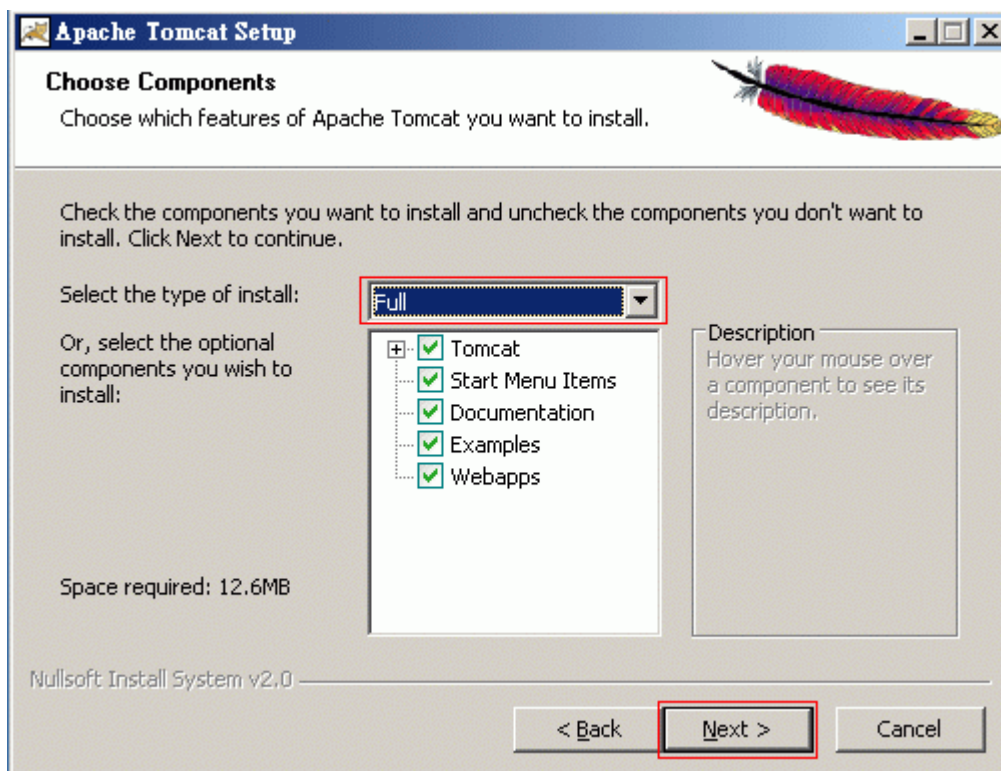 Apache Tomcat Setup
Choose Components
Choose which features of Apache Tomcat you want to install.
Check the components you want to install and uncheck the components you don't want to
install. Click Next to continue.
Select the type of install:
Full
Or, select the optional
components you wish to
install:
Tomcat
Start Menu Items
Documentation
Examples
Webapps
Description
Hover your mouse over
a component to see its
description.
Space required: 12.6MB
Nullsoft Install System v2.0
< Back
Next >
Cancel